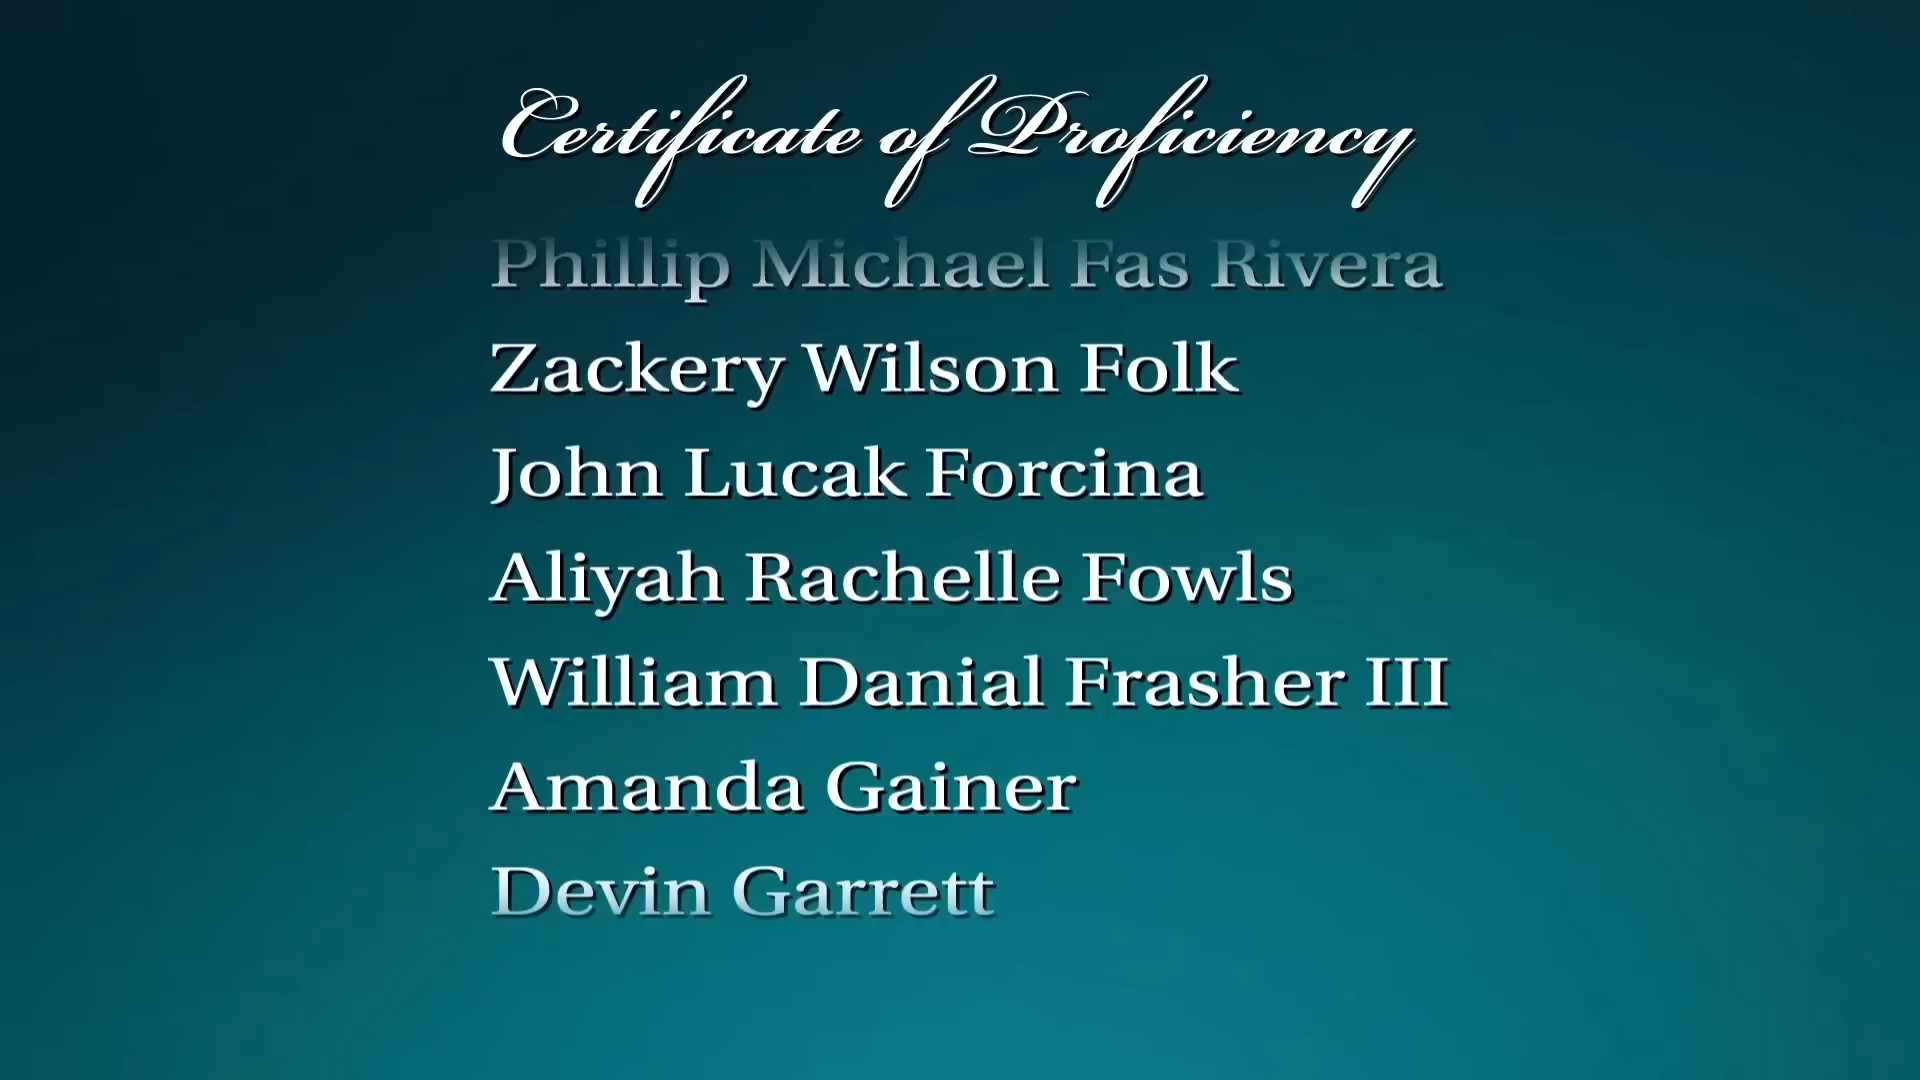 Certificate of Proficiency
Phillip Michael Fas Rivera
Zackery Wilson Folk
John Lucak Forcina
Aliyah Rachelle Fowls
William Danial Frasher III
Amanda Gainer
Devin Garrett